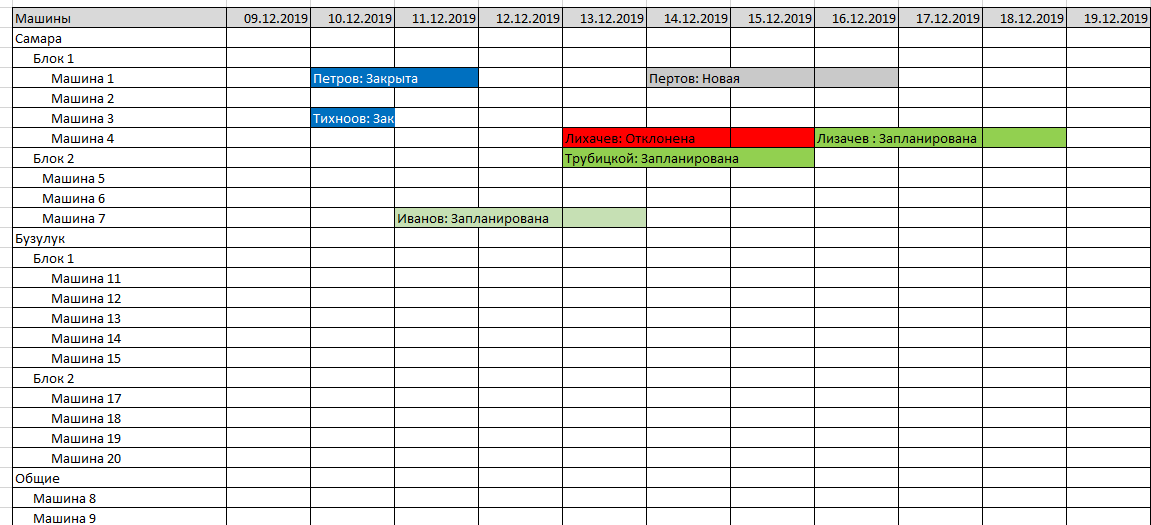 Машины 09.12.2019 10.12.2019 11.12.2019 12.12.2019 13.12.2019 14.12.2019 15.12.2019 16.12.2019 17.12.2019 18.12.2019 19.12.2019
Самара
Блок 1
Машина 1 Петров: Закрыта Пертов: Новая
Машина 2
Машина 3 Тихноов: Зак
Машина 4 Лихачев: Отклонена Лизачев : Запланирована
Блок 2 Трубицкой: Запланирована
Машина 5
Машина 6
Машина 7 Иванов: Запланирована
Бузулук
Блок 1
Машина 11
Машина 12
Машина 13
Машина 14
Машина 15
Блок 2
Машина 17
Машина 18
Машина 19
Машина 20
Общие
Машина 8
Машина 9